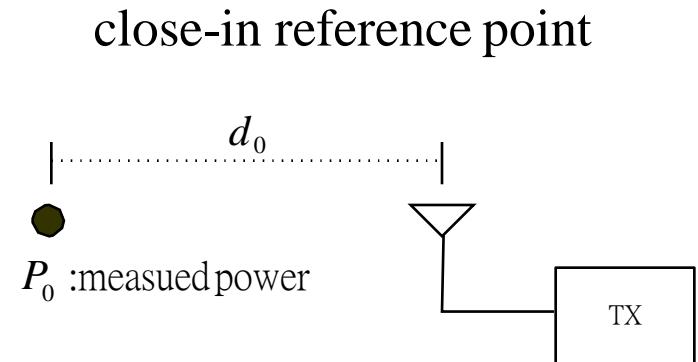 close-in reference point
d₀
P₀ :measued power
TX